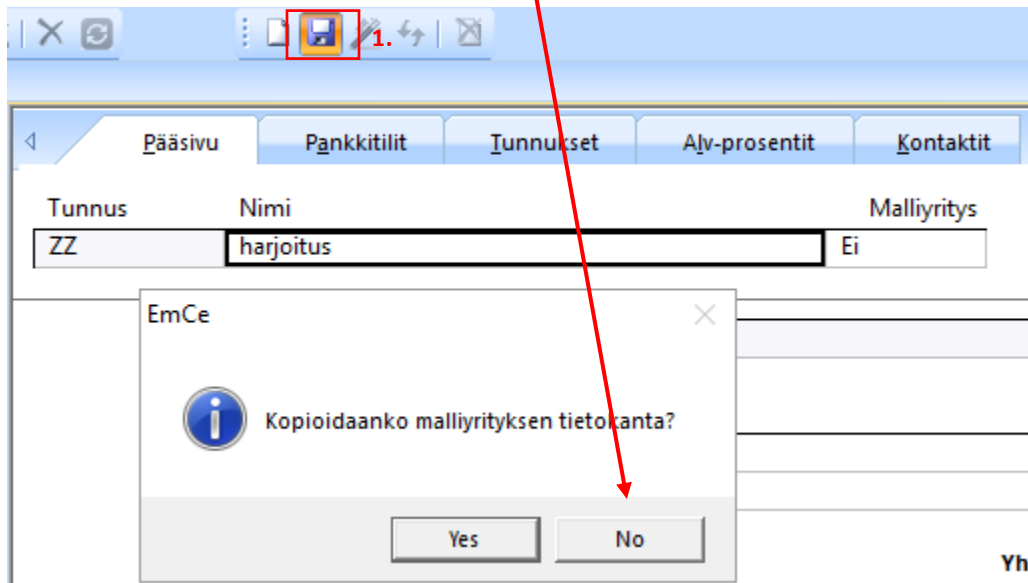 1.
Pääsivu Pankkitilit Tunnukset Alv-prosentit Kontaktit
Tunnus Nimi Malliyritys
ZZ harjoitus Ei
EmCe
Kopioidaanko malliyrityksen tietokanta?
Yes No
Yh